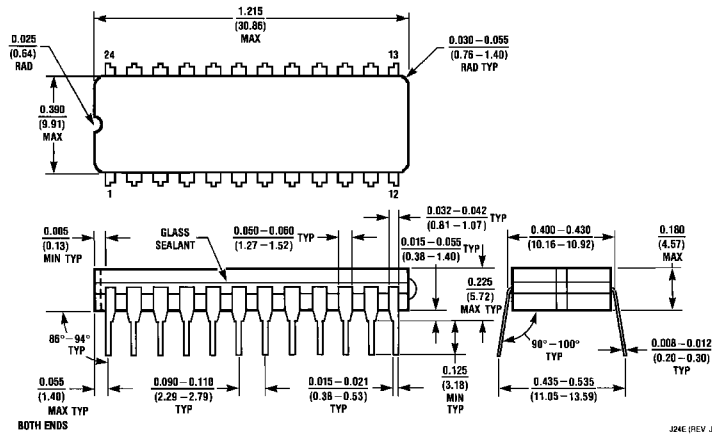 1.215
(30.86)
MAX
0.025
(0.64)
RAD
24
13
0.030–0.055
(0.76–1.40)
RAD TYP
0.390
(9.91)
MAX
1
12
0.005
(0.13)
MIN TYP
GLASS
SEALANT
0.050–0.060
(1.27–1.52)
TYP
0.032–0.042
(0.81–1.07)
TYP
0.015–0.055
(0.38–1.40)
TYP
0.225
(5.72)
MAX TYP
0.400–0.430
(10.16–10.92)
0.180
(4.57)
MAX
86°–94°
TYP
90°–100°
TYP
0.008–0.012
(0.20–0.30)
TYP
0.055
(1.40)
MAX TYP
BOTH ENDS
0.090–0.110
(2.29–2.79)
TYP
0.015–0.021
(0.38–0.53)
TYP
0.125
(3.18)
MIN
TYP
0.435–0.535
(11.05–13.59)
J24E (REV J